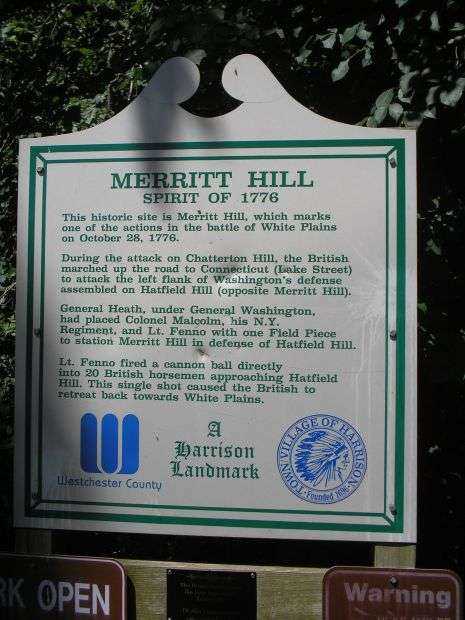 MERRITT HILL
SPIRIT OF 1776
This historic site is Merritt Hill, which marks
one of the actions in the battle of White Plains
on October 28, 1776.
During the attack on Chatterton Hill, the British
marched up the road to Connecticut (Lake Street)
to attack the left flank of Washington's defense
assembled on Hatfield Hill (opposite Merritt Hill).
General Heath, under General Washington,
had placed Colonel Malcolm, his N.Y.
Regiment, and Lt. Fenno with one Field Piece
to station Merritt Hill in defense of Hatfield Hill.
Lt. Fenno fired a cannon ball directly
into 20 British horsemen approaching Hatfield
Hill. This single shot caused the British to
retreat back towards White Plains.
Westchester County
A
Harrison
Landmark
TOWN/VILLAGE OF HARRISON
Founded 1696
RK OPEN
Warning